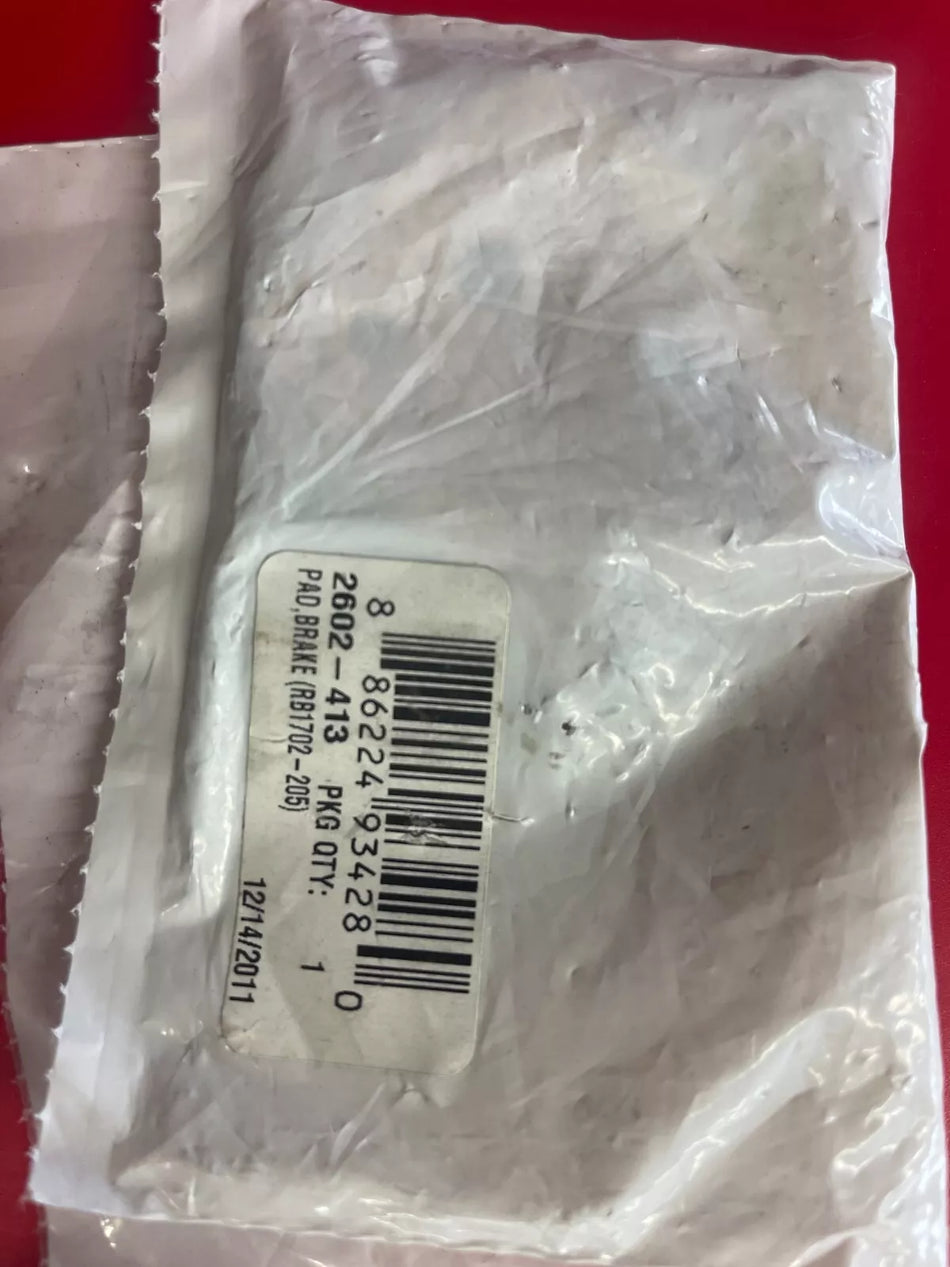 8 86224 93428 0
2602-413 PKG QTY: 1
PAD,BRAKE (RB1702-205)
12/14/2011